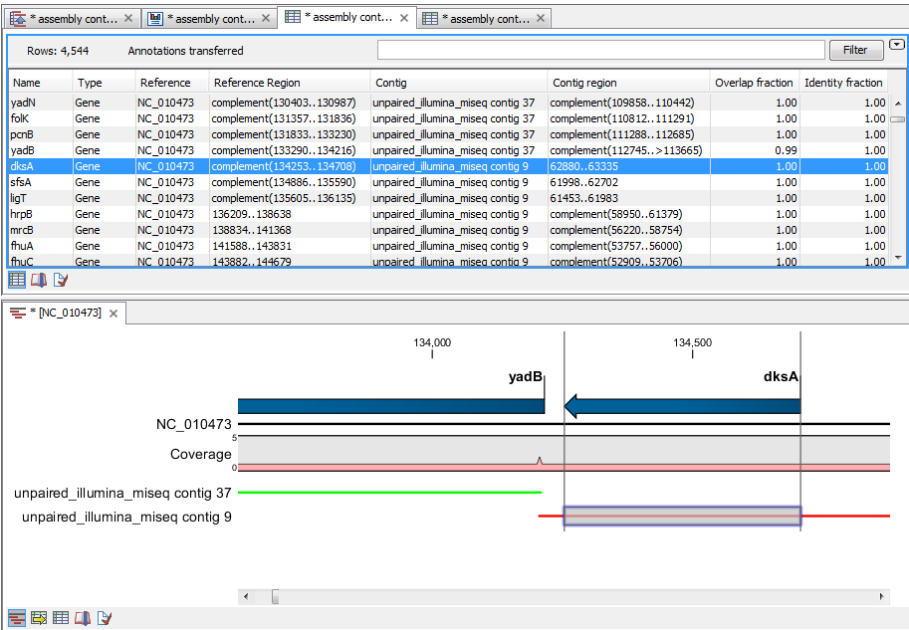 * assembly cont... * assembly cont... * assembly cont... * assembly cont...
Rows: 4,544 Annotations transferred Filter
Name Type Reference Reference Region Contig Contig region Overlap fraction Identity fraction
yadN Gene NC_010473 complement(130403..130987) unpaired_illumina_miseq contig 37 complement(109858..110442) 1.00 1.00
folK Gene NC_010473 complement(131357..131836) unpaired_illumina_miseq contig 37 complement(110812..111291) 1.00 1.00
pcnB Gene NC_010473 complement(131833..133230) unpaired_illumina_miseq contig 37 complement(111288..112685) 1.00 1.00
yadB Gene NC_010473 complement(133290..134216) unpaired_illumina_miseq contig 37 complement(112745..>113665) 0.99 1.00
dksA Gene NC_010473 complement(134253..134708) unpaired_illumina_miseq contig 9 62880..63335 1.00 1.00
sfsA Gene NC_010473 complement(134886..135590) unpaired_illumina_miseq contig 9 61998..62702 1.00 1.00
ligT Gene NC_010473 complement(135605..136135) unpaired_illumina_miseq contig 9 61453..61983 1.00 1.00
hrpB Gene NC_010473 136209..138638 unpaired_illumina_miseq contig 9 complement(58950..61379) 1.00 1.00
mrcB Gene NC_010473 138834..141368 unpaired_illumina_miseq contig 9 complement(56220..58754) 1.00 1.00
fhuA Gene NC_010473 141588..143831 unpaired_illumina_miseq contig 9 complement(53757..56000) 1.00 1.00
fhuC Gene NC_010473 143882..144679 unpaired_illumina_miseq contig 9 complement(52909..53706) 1.00 1.00
* [NC_010473]
134,000 134,500
yadB dksA
NC_010473
5
Coverage
0
unpaired_illumina_miseq contig 37
unpaired_illumina_miseq contig 9